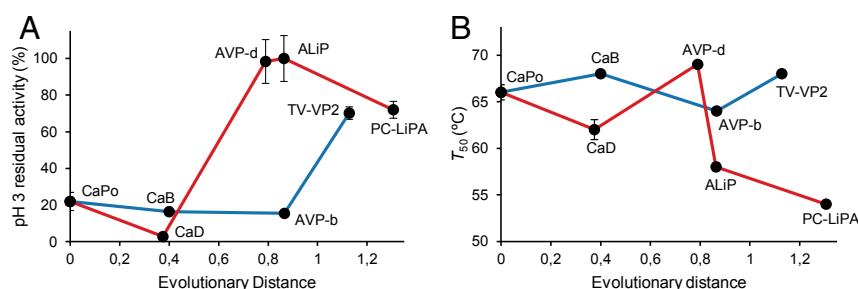 A
pH 3 residual activity (%)
100
80
60
40
20
0
0 0,2 0,4 0,6 0,8 1 1,2
Evolutionary Distance
CaPo
CaB
CaD
AVP-d
ALiP
AVP-b
TV-VP2
PC-LiPA
B
T50 (ºC)
70
65
60
55
50
0 0,2 0,4 0,6 0,8 1 1,2
Evolutionary distance
CaPo
CaB
CaD
AVP-d
AVP-b
TV-VP2
ALiP
PC-LiPA